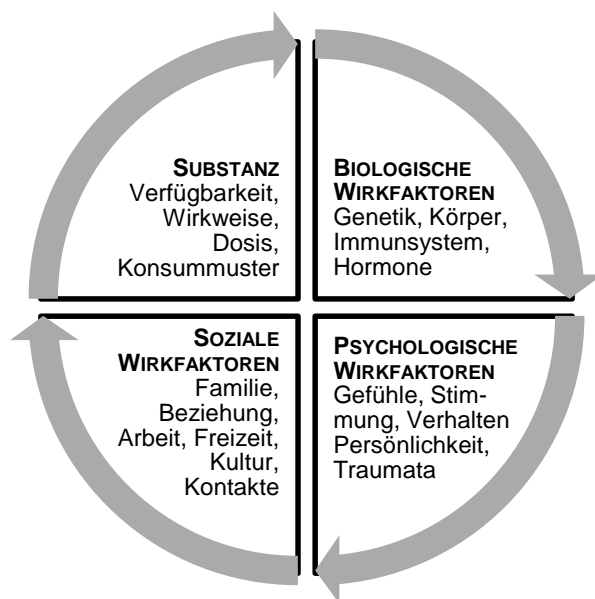 SUBSTANZ
Verfügbarkeit,
Wirkweise,
Dosis,
Konsummuster
BIOLOGISCHE
WIRKFAKTOREN
Genetik, Körper,
Immunsystem,
Hormone
SOZIALE
WIRKFAKTOREN
Familie,
Beziehung,
Arbeit, Freizeit,
Kultur,
Kontakte
PSYCHOLOGISCHE
WIRKFAKTOREN
Gefühle, Stim-
mung, Verhalten
Persönlichkeit,
Traumata